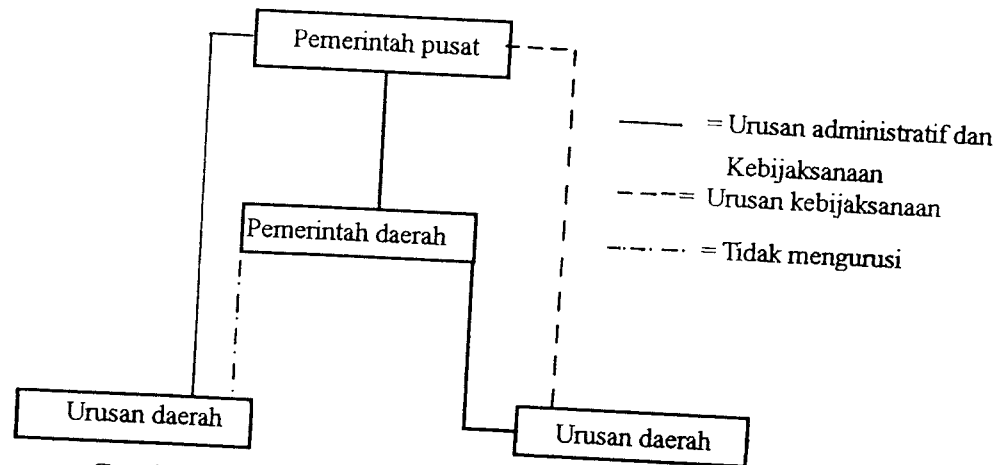 Pemerintah pusat
= Urusan administratif dan
Kebijaksanaan
= Urusan kebijaksanaan
Pemerintah daerah
= Tidak mengurusi
Urusan daerah
Urusan daerah